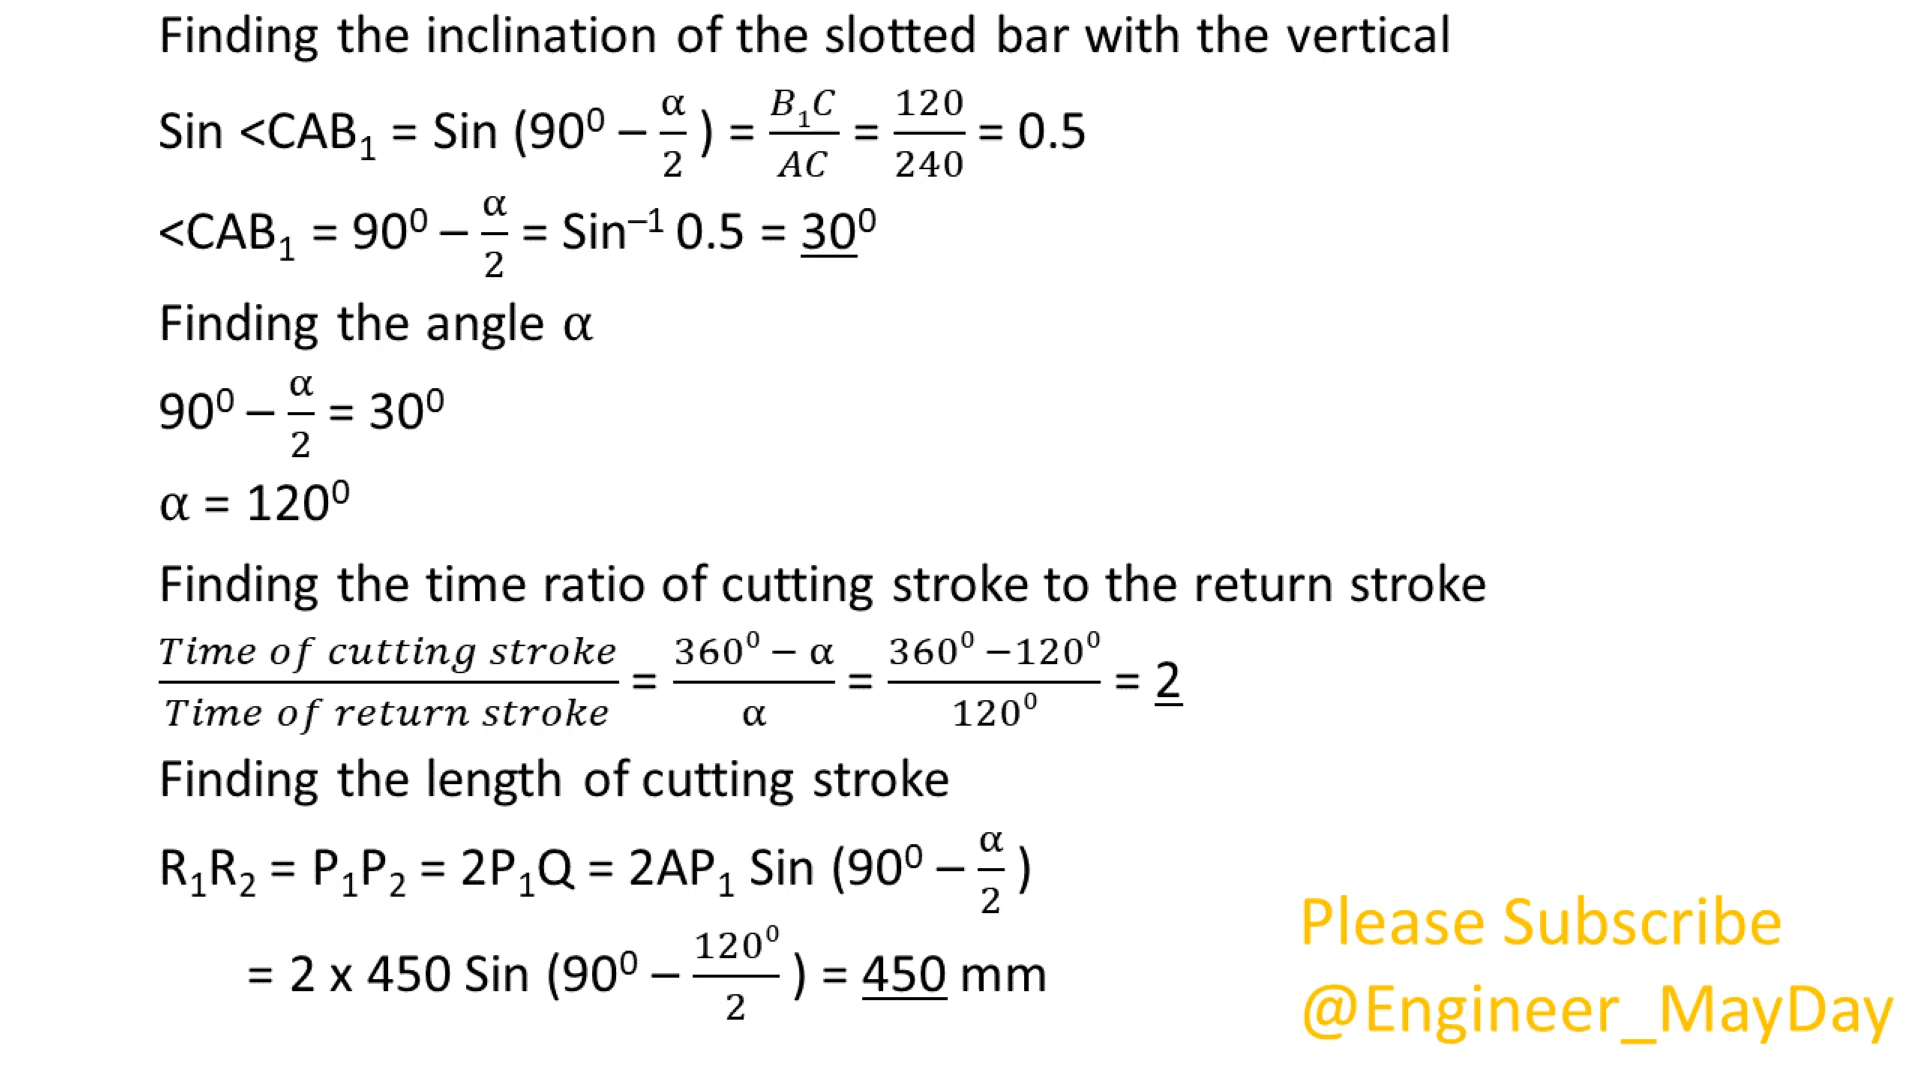 Finding the inclination of the slotted bar with the vertical
Sin <CAB₁ = Sin (90⁰ – α/2 ) = B₁C/AC = 120/240 = 0.5
<CAB₁ = 90⁰ – α/2 = Sin⁻¹ 0.5 = 30⁰
Finding the angle α
90⁰ – α/2 = 30⁰
α = 120⁰
Finding the time ratio of cutting stroke to the return stroke
Time of cutting stroke/Time of return stroke = 360⁰ – α/α = 360⁰ –120⁰/120⁰ = 2
Finding the length of cutting stroke
R₁R₂ = P₁P₂ = 2P₁Q = 2AP₁ Sin (90⁰ – α/2 )
= 2 x 450 Sin (90⁰ – 120⁰/2 ) = 450 mm
Please Subscribe
@Engineer_MayDay